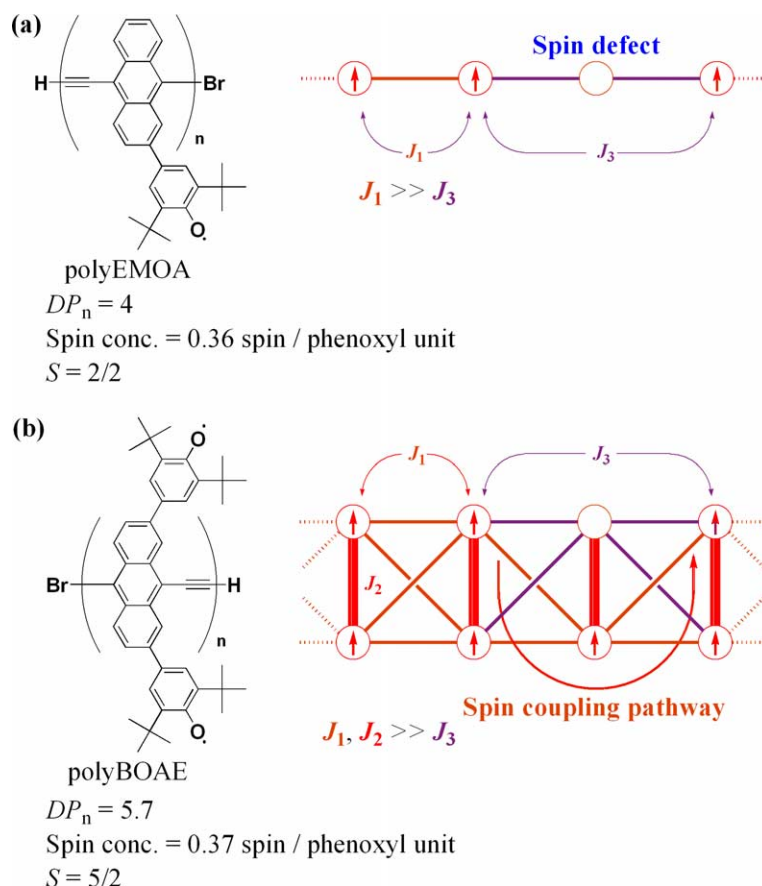 (a)
H
Br
n
O.
polyEMOA
DPn = 4
Spin conc. = 0.36 spin / phenoxyl unit
S = 2/2
Spin defect
J1
J3
J1 >> J3
(b)
O.
Br
H
n
O.
polyBOAE
DPn = 5.7
Spin conc. = 0.37 spin / phenoxyl unit
S = 5/2
J1
J3
J2
Spin coupling pathway
J1, J2 >> J3